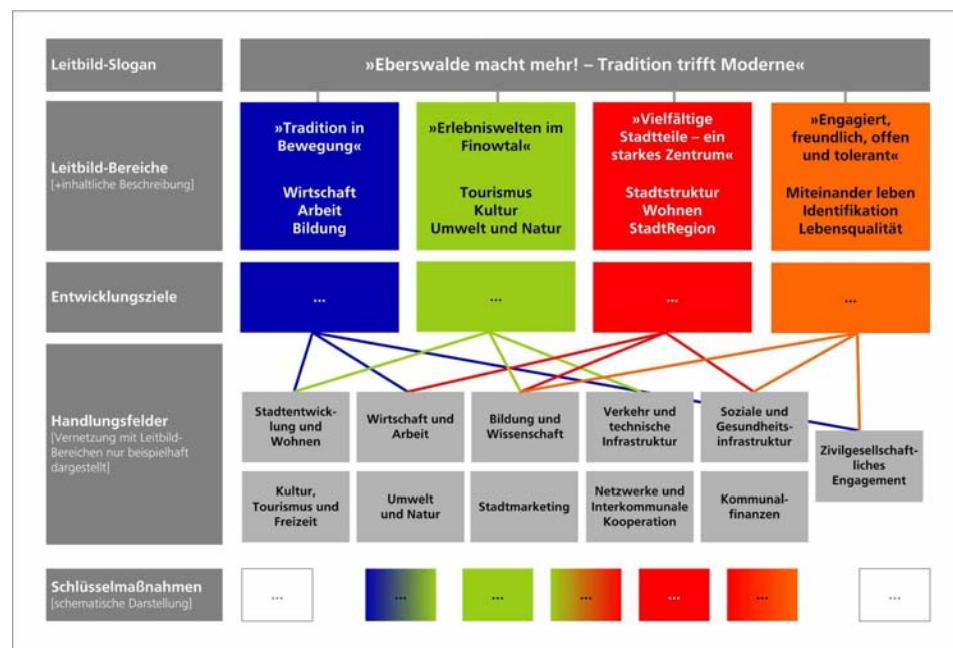 Leitbild-Slogan
»Eberswalde macht mehr! – Tradition trifft Moderne«
Leitbild-Bereiche
[+inhaltliche Beschreibung]
»Tradition in
Bewegung«
Wirtschaft
Arbeit
Bildung
»Erlebniswelten im
Finowtal«
Tourismus
Kultur
Umwelt und Natur
»Vielfältige
Stadtteile – ein
starkes Zentrum«
Stadtstruktur
Wohnen
StadtRegion
»Engagiert,
freundlich, offen
und tolerant«
Miteinander leben
Identifikation
Lebensqualität
Entwicklungsziele
...
...
...
...
Handlungsfelder
[Vernetzung mit Leitbild-
Bereichen nur beispielhaft
dargestellt]
Stadtentwick-
lung und
Wohnen
Wirtschaft und
Arbeit
Bildung und
Wissenschaft
Verkehr und
technische
Infrastruktur
Soziale und
Gesundheits-
infrastruktur
Zivilgesellschaft-
liches
Engagement
Kultur,
Tourismus und
Freizeit
Umwelt
und Natur
Stadtmarketing
Netzwerke und
Interkommunale
Kooperation
Kommunal-
finanzen
Schlüsselmaßnahmen
[schematische Darstellung]
...
...
...
...
...
...
...